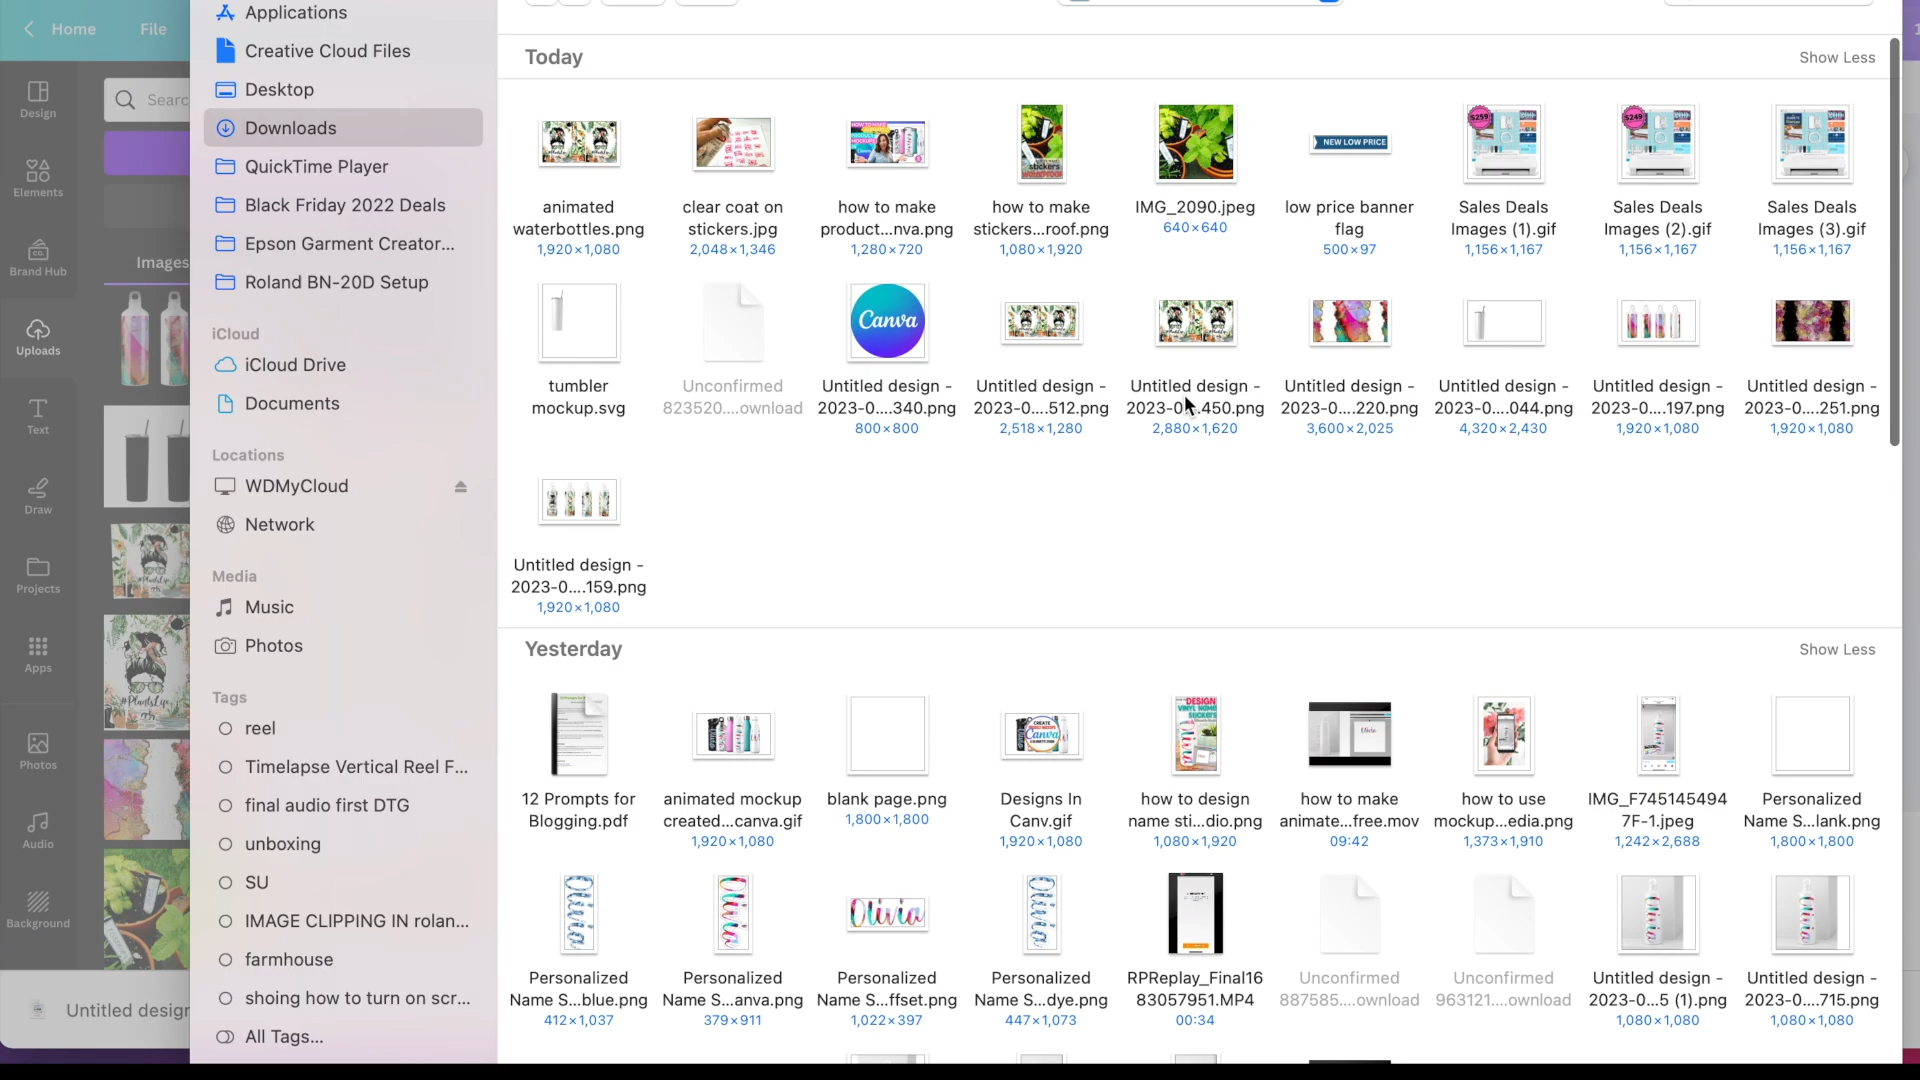 Home
File
Design
Elements
Brand Hub
Uploads
Text
Draw
Projects
Apps
Photos
Audio
Background
Searc
Images
Untitled desigr
Applications
Creative Cloud Files
Desktop
Downloads
QuickTime Player
Black Friday 2022 Deals
Epson Garment Creator...
Roland BN-20D Setup
iCloud
iCloud Drive
Documents
Locations
WDMyCloud
Network
Media
Music
Photos
Tags
reel
Timelapse Vertical Reel F...
final audio first DTG
unboxing
SU
IMAGE CLIPPING IN rolan...
farmhouse
shoing how to turn on scr...
All Tags...
Today
Show Less
NEW LOW PRICE
$259
$249
animated
waterbottles.png
1,920×1,080
clear coat on
stickers.jpg
2,048×1,346
how to make
product...nva.png
1,280×720
how to make
stickers...roof.png
1,080×1,920
IMG_2090.jpeg
640×640
low price banner
flag
500×97
Sales Deals
Images (1).gif
1,156×1,167
Sales Deals
Images (2).gif
1,156×1,167
Sales Deals
Images (3).gif
1,156×1,167
Canva
tumbler
mockup.svg
Unconfirmed
823520....ownload
Untitled design -
2023-0....340.png
800×800
Untitled design -
2023-0....512.png
2,518×1,280
Untitled design -
2023-0....450.png
2,880×1,620
Untitled design -
2023-0....220.png
3,600×2,025
Untitled design -
2023-0....044.png
4,320×2,430
Untitled design -
2023-0....197.png
1,920×1,080
Untitled design -
2023-0....251.png
1,920×1,080
Untitled design -
2023-0....159.png
1,920×1,080
Yesterday
Show Less
12 Prompts for
Blogging.pdf
animated mockup
created...canva.gif
1,920×1,080
blank page.png
1,800×1,800
Designs In
Canv.gif
1,920×1,080
how to design
name sti...dio.png
1,080×1,920
how to make
animate...free.mov
09:42
how to use
mockup...edia.png
1,373×1,910
IMG_F745145494
7F-1.jpeg
1,242×2,688
Personalized
Name S...lank.png
1,800×1,800
Olivia
Personalized
Name S...blue.png
412×1,037
Personalized
Name S...anva.png
379×911
Personalized
Name S...ffset.png
1,022×397
Personalized
Name S...dye.png
447×1,073
RPReplay_Final16
83057951.MP4
00:34
Unconfirmed
887585....ownload
Unconfirmed
963121....ownload
Untitled design -
2023-0...5 (1).png
1,080×1,080
Untitled design -
2023-0....715.png
1,080×1,080